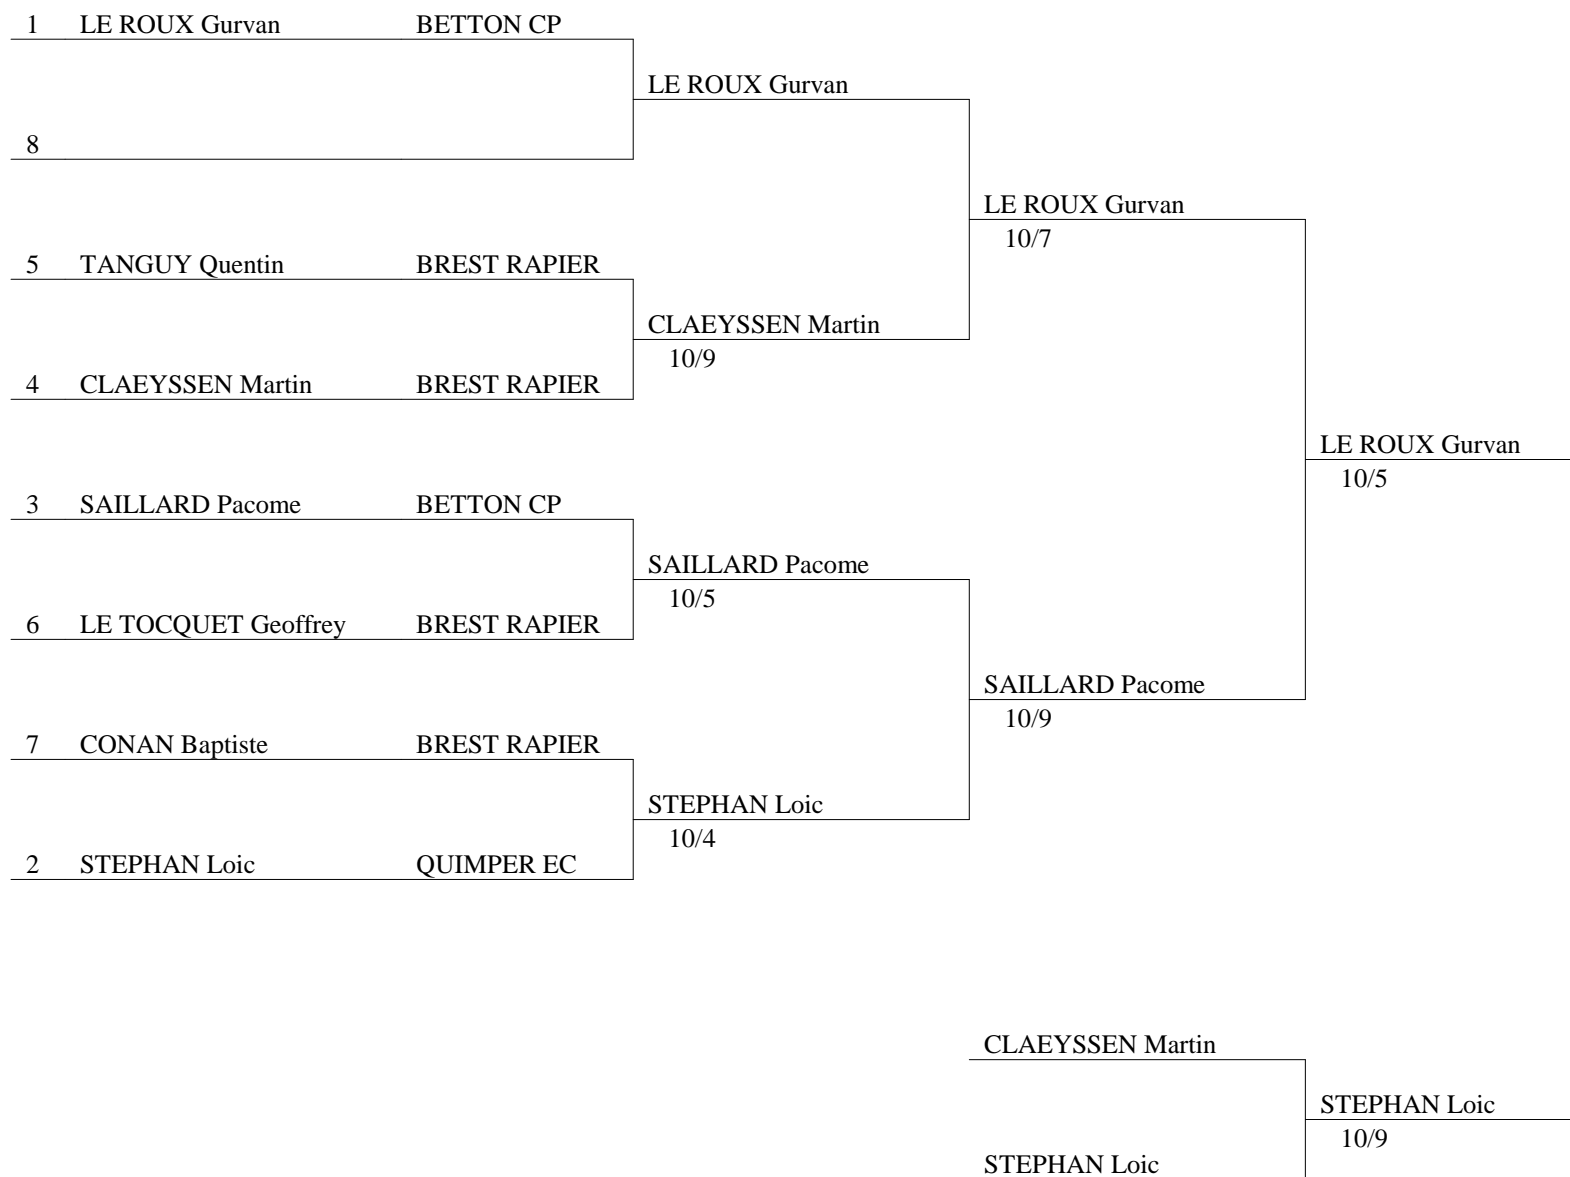 1 LE ROUX Gurvan BETTON CP
LE ROUX Gurvan
8
LE ROUX Gurvan
10/7
5 TANGUY Quentin BREST RAPIER
CLAEYSSEN Martin
10/9
4 CLAEYSSEN Martin BREST RAPIER
LE ROUX Gurvan
10/5
3 SAILLARD Pacome BETTON CP
SAILLARD Pacome
10/5
6 LE TOCQUET Geoffrey BREST RAPIER
SAILLARD Pacome
10/9
7 CONAN Baptiste BREST RAPIER
STEPHAN Loic
10/4
2 STEPHAN Loic QUIMPER EC
CLAEYSSEN Martin
STEPHAN Loic
10/9
STEPHAN Loic